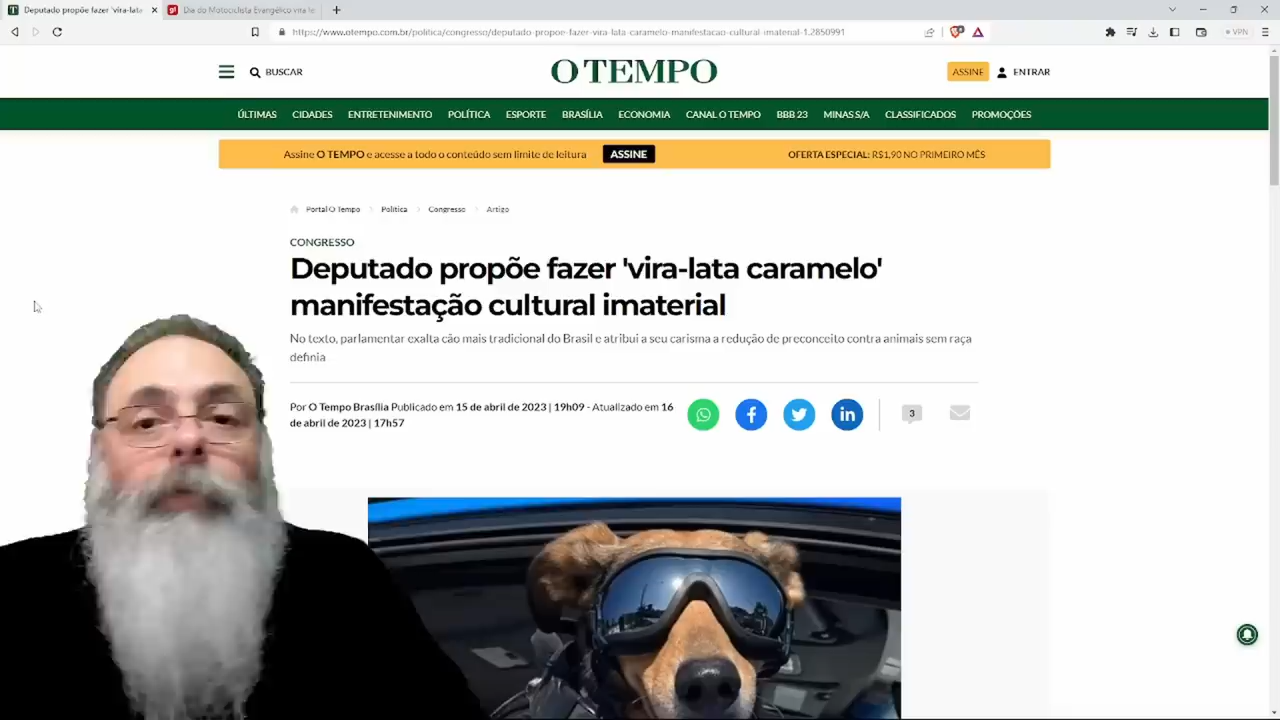 Deputado propõe fazer 'vira-lata
Dia do Motociclista Evangélico vira le
https://www.otempo.com.br/politica/congresso/deputado-propoe-fazer-vira-lata-caramelo-manifestacao-cultural-imaterial-1.2850991
VPN
BUSCAR
O TEMPO
ASSINE
ENTRAR
ÚLTIMAS CIDADES ENTRETENIMENTO POLÍTICA ESPORTE BRASÍLIA ECONOMIA CANAL O TEMPO BBB 23 MINAS S/A CLASSIFICADOS PROMOÇÕES
Assine O TEMPO e acesse a todo o conteúdo sem limite de leitura ASSINE OFERTA ESPECIAL: R$1,90 NO PRIMEIRO MÊS
Portal O Tempo Política Congresso Artigo
CONGRESSO
Deputado propõe fazer 'vira-lata caramelo'
manifestação cultural imaterial
No texto, parlamentar exalta cão mais tradicional do Brasil e atribui a seu carisma a redução de preconceito contra animais sem raça
definia
Por O Tempo Brasília Publicado em 15 de abril de 2023 | 19h09 - Atualizado em 16
de abril de 2023 | 17h57
3